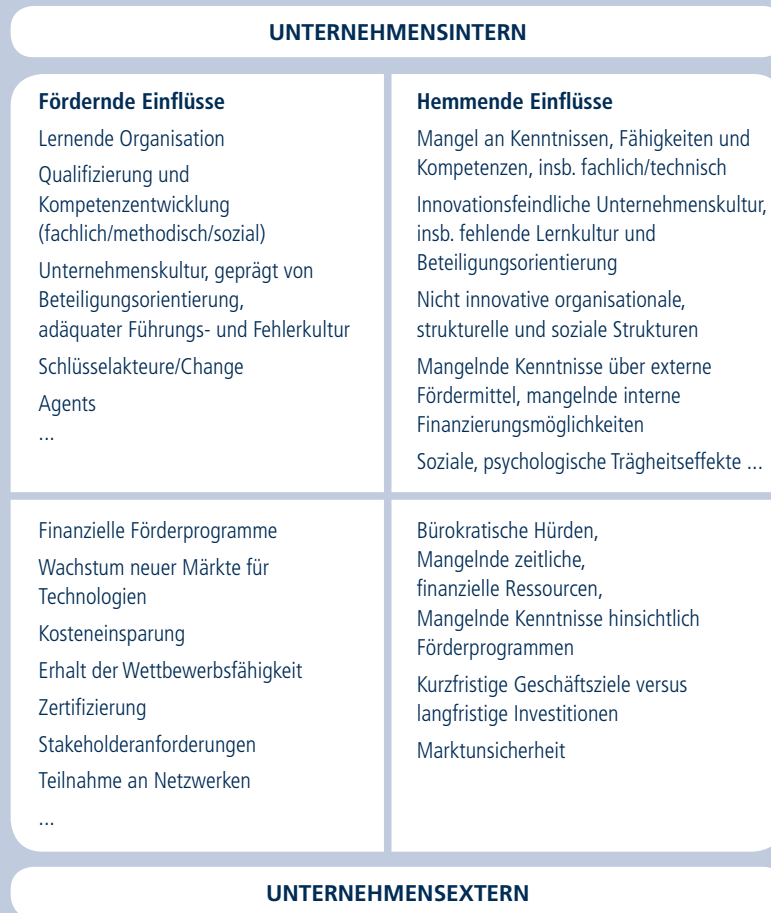 UNTERNEHMENSINTERN
Fördernde Einflüsse
Lernende Organisation
Qualifizierung und
Kompetenzentwicklung
(fachlich/methodisch/sozial)
Unternehmenskultur, geprägt von
Beteiligungsorientierung,
adäquater Führungs- und Fehlerkultur
Schlüsselakteure/Change
Agents
...
Hemmende Einflüsse
Mangel an Kenntnissen, Fähigkeiten und
Kompetenzen, insb. fachlich/technisch
Innovationsfeindliche Unternehmenskultur,
insb. fehlende Lernkultur und
Beteiligungsorientierung
Nicht innovative organisationale,
strukturelle und soziale Strukturen
Mangelnde Kenntnisse über externe
Fördermittel, mangelnde interne
Finanzierungsmöglichkeiten
Soziale, psychologische Trägheitseffekte ...
Finanzielle Förderprogramme
Wachstum neuer Märkte für
Technologien
Kosteneinsparung
Erhalt der Wettbewerbsfähigkeit
Zertifizierung
Stakeholderanforderungen
Teilnahme an Netzwerken
...
Bürokratische Hürden,
Mangelnde zeitliche,
finanzielle Ressourcen,
Mangelnde Kenntnisse hinsichtlich
Förderprogrammen
Kurzfristige Geschäftsziele versus
langfristige Investitionen
Marktunsicherheit
UNTERNEHMENSEXTERN